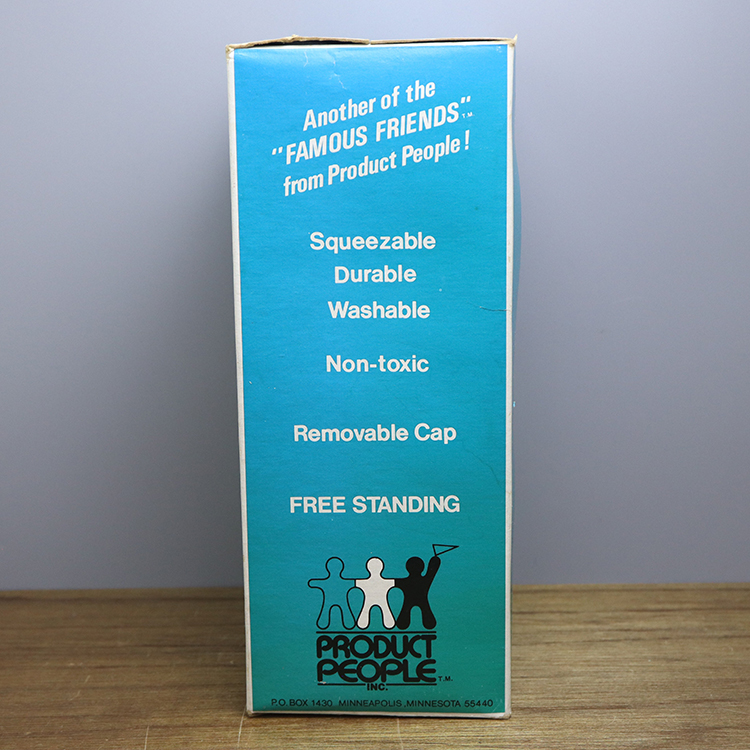 Another of the
"FAMOUS FRIENDS"T.M.
from Product People!
Squeezable
Durable
Washable
Non-toxic
Removable Cap
FREE STANDING
PRODUCT
PEOPLE T.M.
INC.
P.O. BOX 1430 MINNEAPOLIS, MINNESOTA 55440